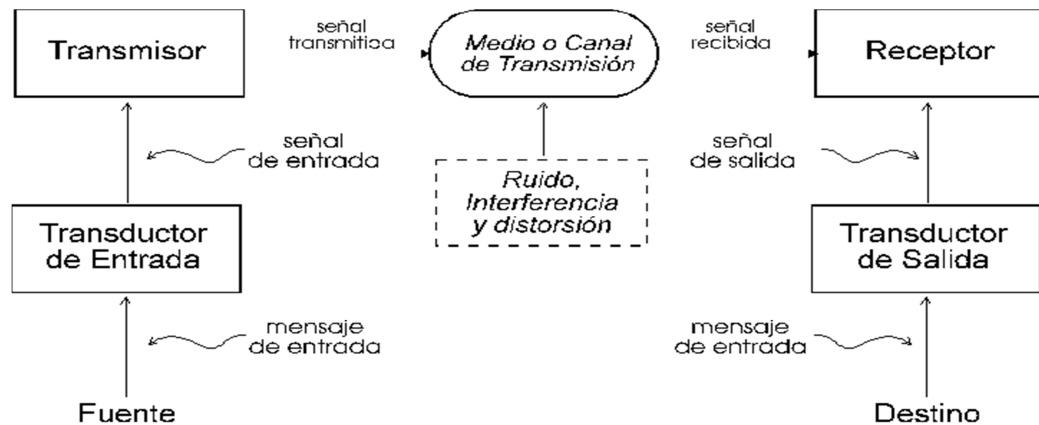 señal
transmitida
señal
recibida
Transmisor
Medio o Canal
de Transmisión
Receptor
señal
de entrada
señal
de salida
Ruido,
Interferencia
y distorsión
Transductor
de Entrada
Transductor
de Salida
mensaje
de entrada
mensaje
de entrada
Fuente
Destino